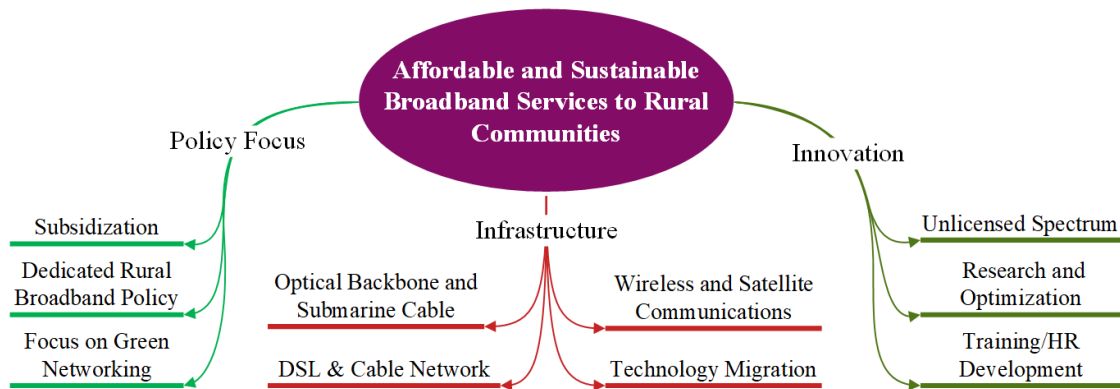 Affordable and Sustainable
Broadband Services to Rural
Communities
Policy Focus
Subsidization
Dedicated Rural
Broadband Policy
Focus on Green
Networking
Infrastructure
Optical Backbone and
Submarine Cable
DSL & Cable Network
Wireless and Satellite
Communications
Technology Migration
Innovation
Unlicensed Spectrum
Research and
Optimization
Training/HR
Development